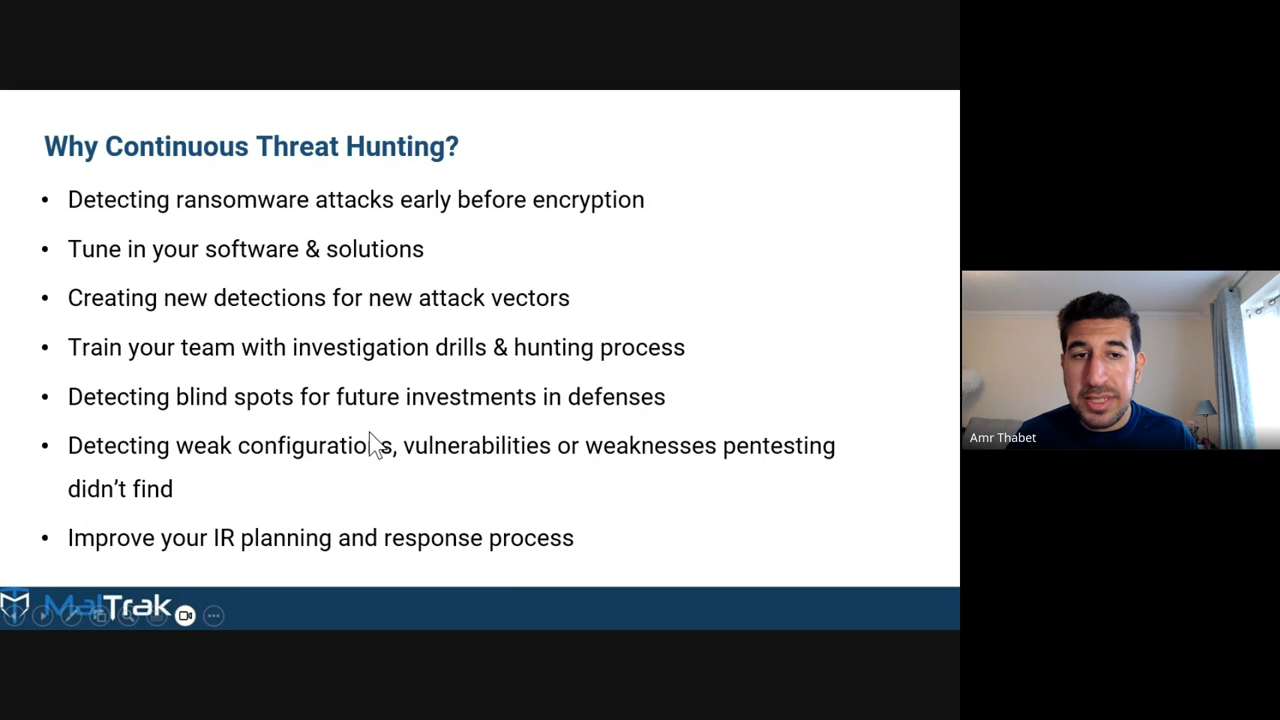 Why Continuous Threat Hunting?
• Detecting ransomware attacks early before encryption
• Tune in your software & solutions
• Creating new detections for new attack vectors
• Train your team with investigation drills & hunting process
• Detecting blind spots for future investments in defenses
• Detecting weak configurations, vulnerabilities or weaknesses pentesting
didn’t find
• Improve your IR planning and response process
MalTrak
Amr Thabet